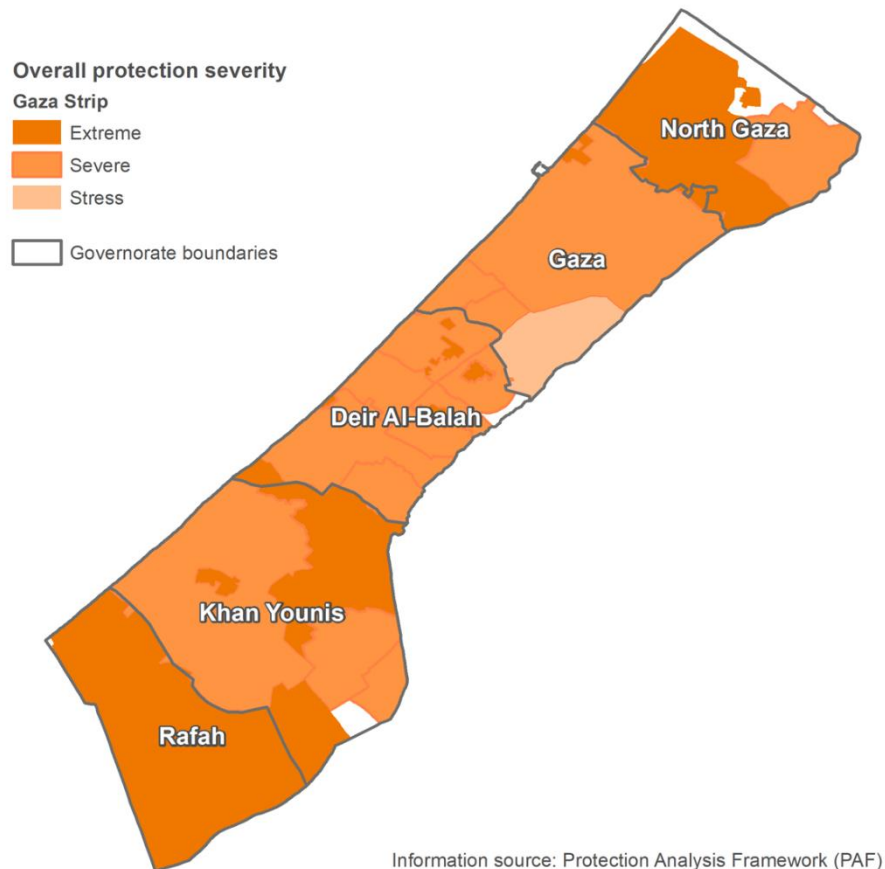 Overall protection severity
Gaza Strip
Extreme
Severe
Stress
Governorate boundaries
North Gaza
Gaza
Deir Al-Balah
Khan Younis
Rafah
Information source: Protection Analysis Framework (PAF)